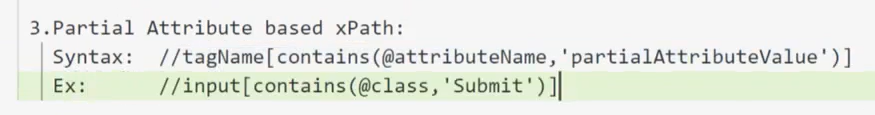 3.Partial Attribute based xPath:
Syntax: //tagName[contains(@attributeName,'partialAttributeValue')]
Ex: //input[contains(@class,'Submit')]